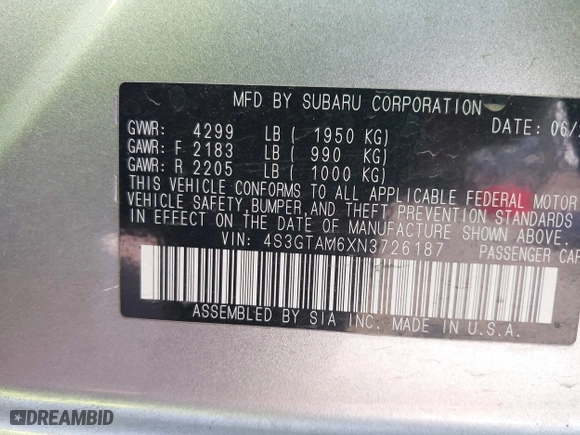 MFD BY SUBARU CORPORATION
DATE: 06/
GVWR: 4299 LB ( 1950 KG)
GAWR: F 2183 LB ( 990 KG)
GAWR: R 2205 LB ( 1000 KG)
THIS VEHICLE CONFORMS TO ALL APPLICABLE FEDERAL MOTOR
VEHICLE SAFETY, BUMPER, AND THEFT PREVENTION STANDARDS
IN EFFECT ON THE DATE OF MANUFACTURE SHOWN ABOVE.
VIN: 4S3GTAM6XN3726187 PASSENGER CAR
ASSEMBLED BY SIA INC. MADE IN U.S.A.
DREAMBID